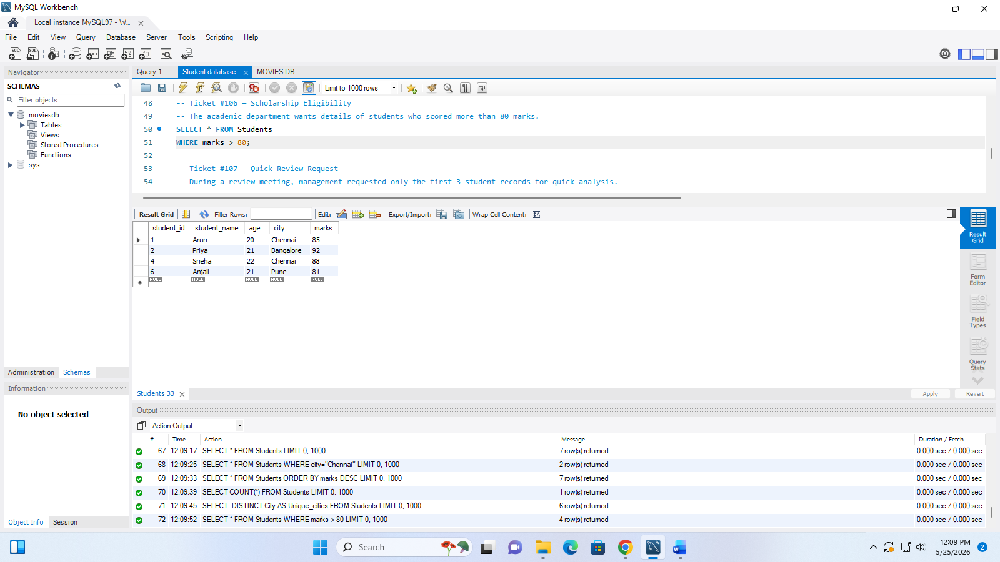 MySQL Workbench
Local instance MySQL97 - W...
File Edit View Query Database Server Tools Scripting Help
Navigator
SCHEMAS
Filter objects
moviesdb
Tables
Views
Stored Procedures
Functions
sys
Administration Schemas
Information
No object selected
Object Info Session
Query 1 Student database MOVIES DB
Limit to 1000 rows
48 -- Ticket #106 – Scholarship Eligibility
49 -- The academic department wants details of students who scored more than 80 marks.
50 SELECT * FROM Students
51 WHERE marks > 80;
52
53 -- Ticket #107 – Quick Review Request
54 -- During a review meeting, management requested only the first 3 student records for quick analysis.
Result Grid Filter Rows: Edit: Export/Import: Wrap Cell Content:
student_id student_name age city marks
1 Arun 20 Chennai 85
2 Priya 21 Bangalore 92
4 Sneha 22 Chennai 88
6 Anjali 21 Pune 81
NULL NULL NULL NULL NULL
Result
Grid
Form
Editor
Field
Types
Query
Stats
Students 33
Apply Revert
Output
Action Output
# Time Action Message Duration / Fetch
67 12:09:17 SELECT * FROM Students LIMIT 0, 1000 7 row(s) returned 0.000 sec / 0.000 sec
68 12:09:25 SELECT * FROM Students WHERE city="Chennai" LIMIT 0, 1000 2 row(s) returned 0.000 sec / 0.000 sec
69 12:09:33 SELECT * FROM Students ORDER BY marks DESC LIMIT 0, 1000 7 row(s) returned 0.000 sec / 0.000 sec
70 12:09:39 SELECT COUNT(*) FROM Students LIMIT 0, 1000 1 row(s) returned 0.000 sec / 0.000 sec
71 12:09:45 SELECT  DISTINCT City AS Unique_cities FROM Students LIMIT 0, 1000 6 row(s) returned 0.000 sec / 0.000 sec
72 12:09:52 SELECT * FROM Students WHERE marks > 80 LIMIT 0, 1000 4 row(s) returned 0.000 sec / 0.000 sec
Search
12:09 PM
5/25/2026
2